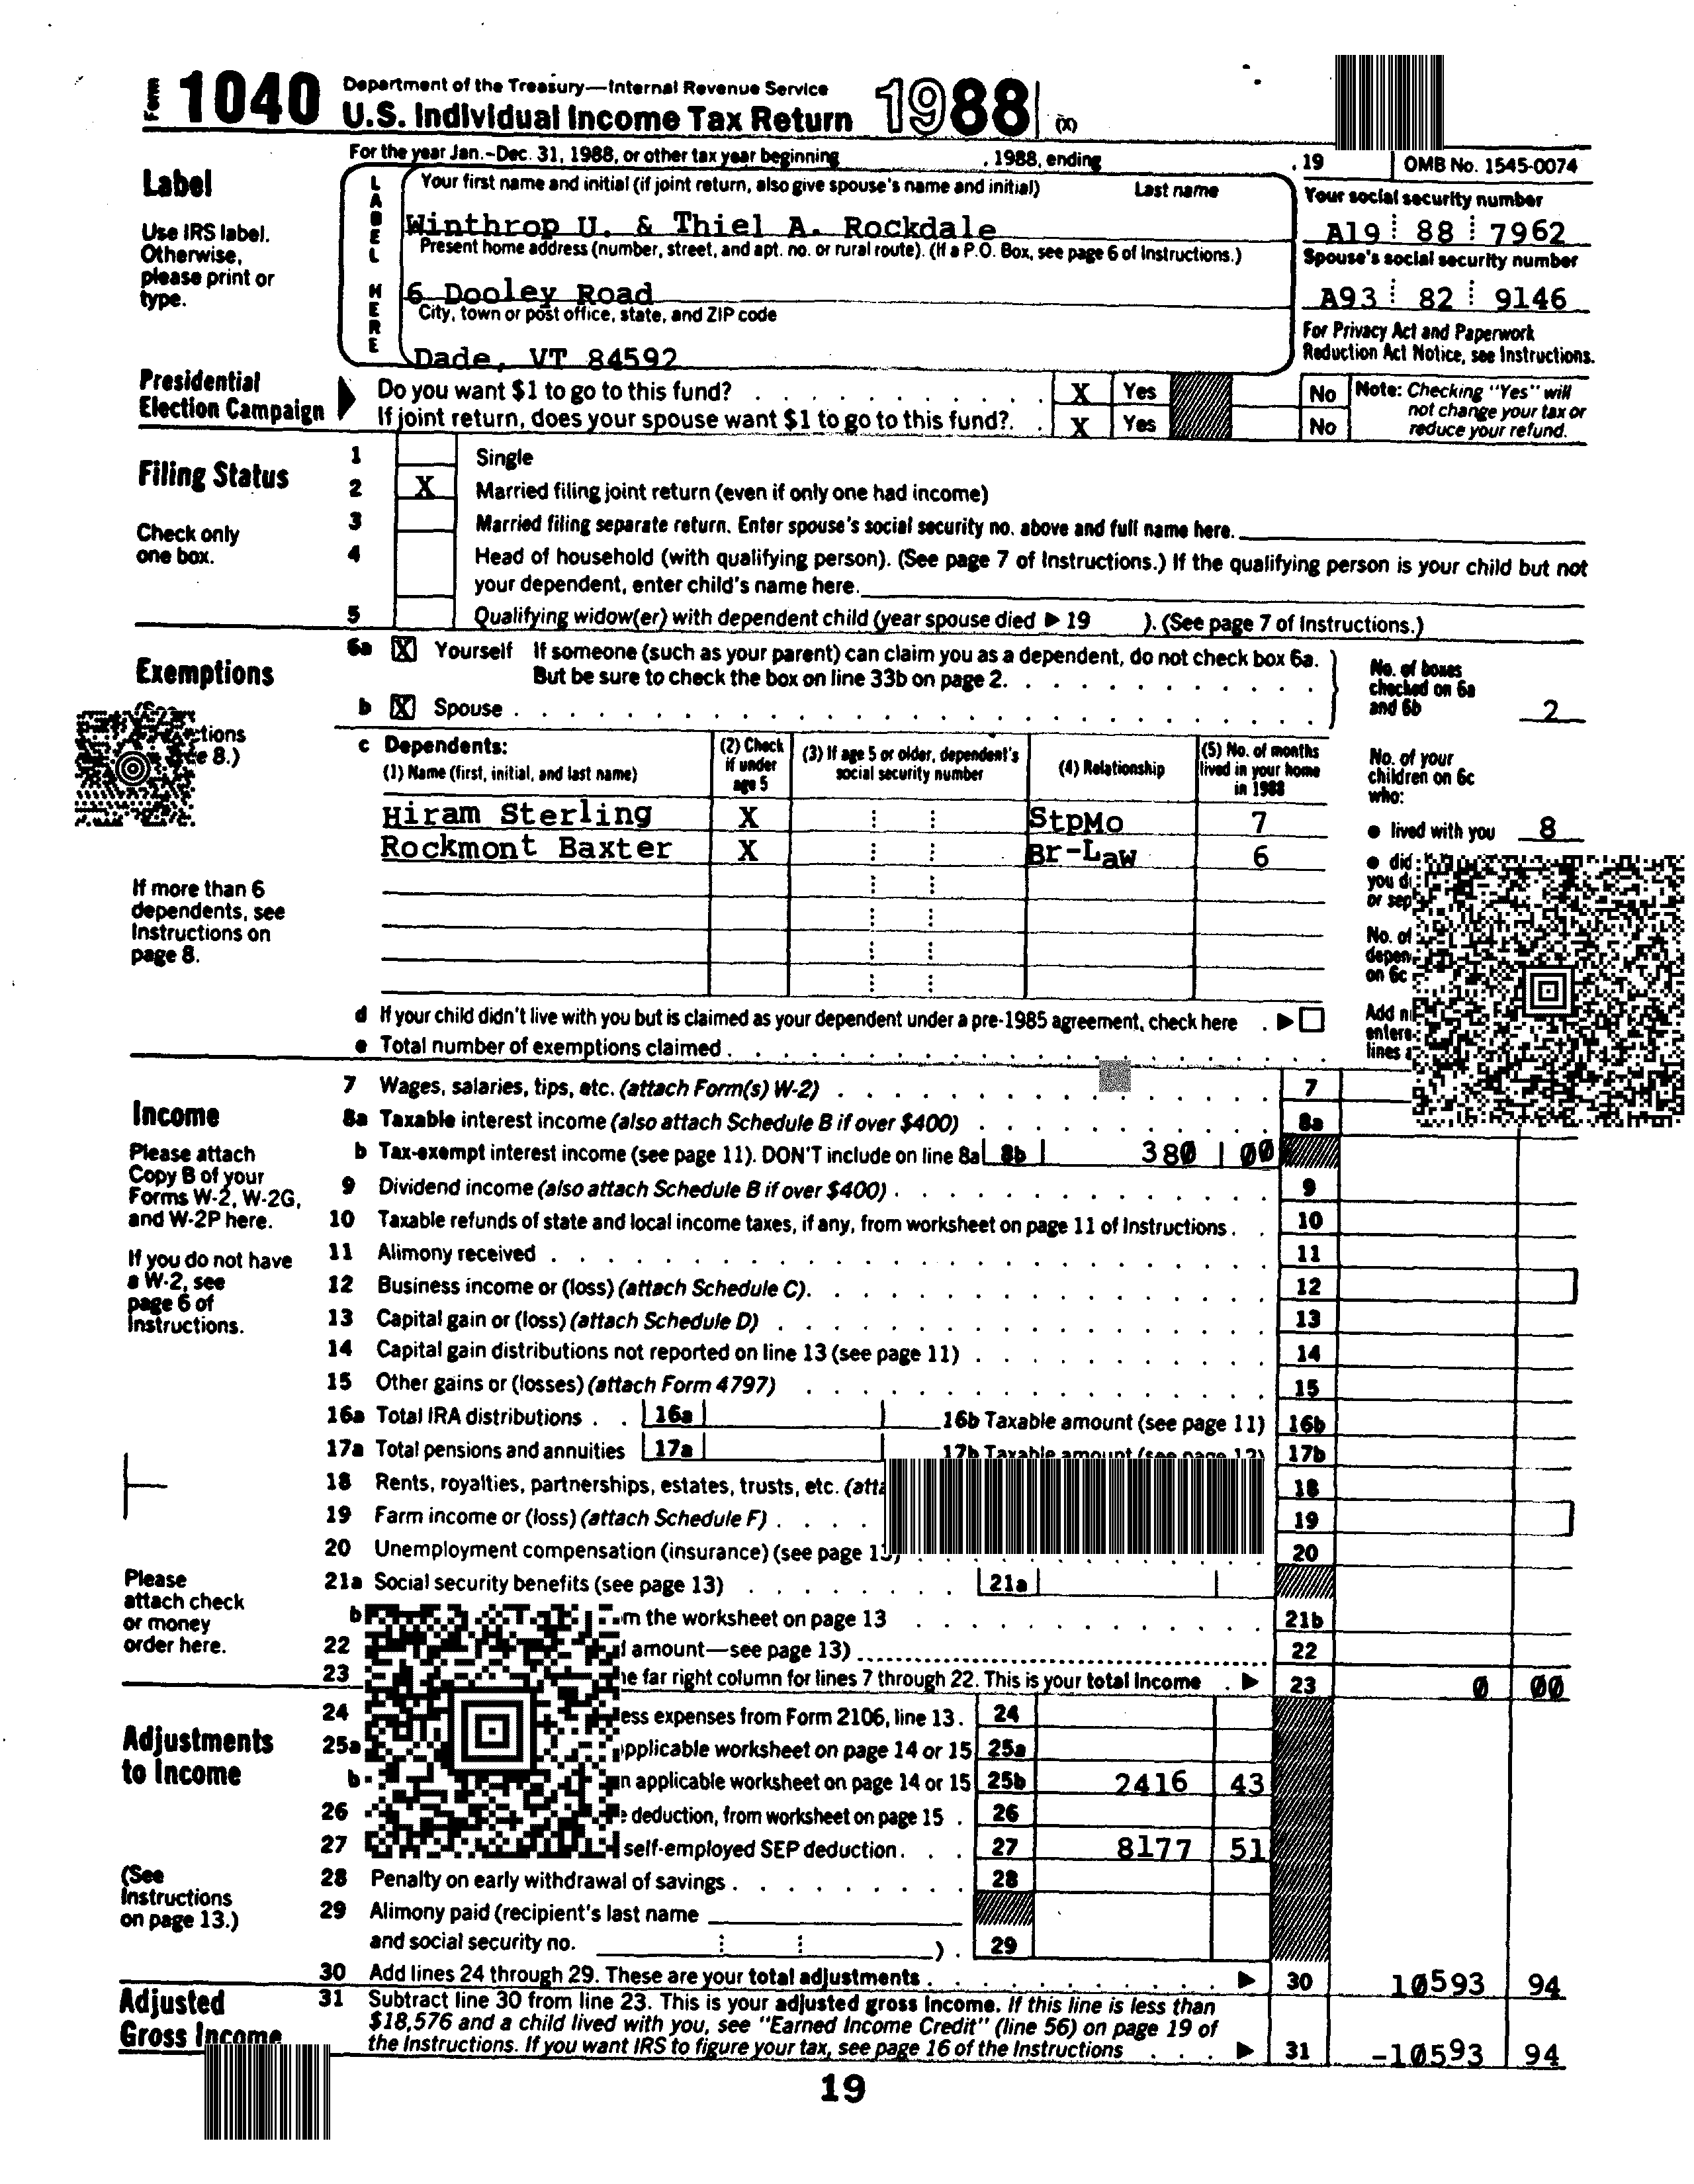 Form 1040 Department of the Treasury—Internal Revenue Service
U.S. Individual Income Tax Return 1988 (X)
For the year Jan.-Dec. 31, 1988, or other tax year beginning , 1988, ending , 19 OMB No. 1545-0074
Label
Use IRS label.
Otherwise,
please print or
type.
LABEL HERE
Your first name and initial (if joint return, also give spouse's name and initial) Last name
Winthrop U. & Thiel A. Rockdale
Present home address (number, street, and apt. no. or rural route). (If a P.O. Box, see page 6 of Instructions.)
6 Dooley Road
City, town or post office, state, and ZIP code
Dade, VT 84592
Your social security number
A19 88 7962
Spouse's social security number
A93 82 9146
For Privacy Act and Paperwork
Reduction Act Notice, see Instructions.
Presidential
Election Campaign
Do you want $1 to go to this fund? X Yes No
If joint return, does your spouse want $1 to go to this fund? X Yes No
Note: Checking "Yes" will
not change your tax or
reduce your refund.
Filing Status
Check only
one box.
1 Single
2 X Married filing joint return (even if only one had income)
3 Married filing separate return. Enter spouse's social security no. above and full name here.
4 Head of household (with qualifying person). (See page 7 of Instructions.) If the qualifying person is your child but not
your dependent, enter child's name here.
5 Qualifying widow(er) with dependent child (year spouse died ▶ 19 ). (See page 7 of Instructions.)
Exemptions
tions
8.)
6a X Yourself If someone (such as your parent) can claim you as a dependent, do not check box 6a.
But be sure to check the box on line 33b on page 2.
b X Spouse
No. of boxes
checked on 6a
and 6b 2
c Dependents:
(1) Name (first, initial, and last name)
(2) Check
if under
age 5
(3) If age 5 or older, dependent's
social security number
(4) Relationship
(5) No. of months
lived in your home
in 1988
Hiram Sterling X StpMo 7
Rockmont Baxter X Br-Law 6
No. of your
children on 6c
who:
● lived with you 8
● did
you
or sep
No. of
depen
on 6c
Add
entere
lines
If more than 6
dependents, see
Instructions on
page 8.
d If your child didn't live with you but is claimed as your dependent under a pre-1985 agreement, check here ▶
e Total number of exemptions claimed
Income
Please attach
Copy B of your
Forms W-2, W-2G,
and W-2P here.
If you do not have
a W-2, see
page 6 of
Instructions.
Please
attach check
or money
order here.
7 Wages, salaries, tips, etc. (attach Form(s) W-2) 7
8a Taxable interest income (also attach Schedule B if over $400) 8a
b Tax-exempt interest income (see page 11). DON'T include on line 8a 8b 380 00
9 Dividend income (also attach Schedule B if over $400) 9
10 Taxable refunds of state and local income taxes, if any, from worksheet on page 11 of Instructions 10
11 Alimony received 11
12 Business income or (loss) (attach Schedule C) 12
13 Capital gain or (loss) (attach Schedule D) 13
14 Capital gain distributions not reported on line 13 (see page 11) 14
15 Other gains or (losses) (attach Form 4797) 15
16a Total IRA distributions 16a 16b Taxable amount (see page 11) 16b
17a Total pensions and annuities 17a 17b Taxable amount (see page 12) 17b
18 Rents, royalties, partnerships, estates, trusts, etc. (atta 18
19 Farm income or (loss) (attach Schedule F) 19
20 Unemployment compensation (insurance) (see page 13) 20
21a Social security benefits (see page 13) 21a
b m the worksheet on page 13 21b
22 amount—see page 13) 22
23 he far right column for lines 7 through 22. This is your total income ▶ 23 0 00
Adjustments
to Income
(See
Instructions
on page 13.)
24 ess expenses from Form 2106, line 13. 24
25a applicable worksheet on page 14 or 15 25a
b n applicable worksheet on page 14 or 15 25b 2416 43
26 deduction, from worksheet on page 15 26
27 self-employed SEP deduction 27 8177 51
28 Penalty on early withdrawal of savings 28
29 Alimony paid (recipient's last name
and social security no. ) 29
30 Add lines 24 through 29. These are your total adjustments ▶ 30 10593 94
Adjusted
Gross Income
31 Subtract line 30 from line 23. This is your adjusted gross income. If this line is less than
$18,576 and a child lived with you, see "Earned Income Credit" (line 56) on page 19 of
the Instructions. If you want IRS to figure your tax, see page 16 of the Instructions ▶ 31 -10593 94
19